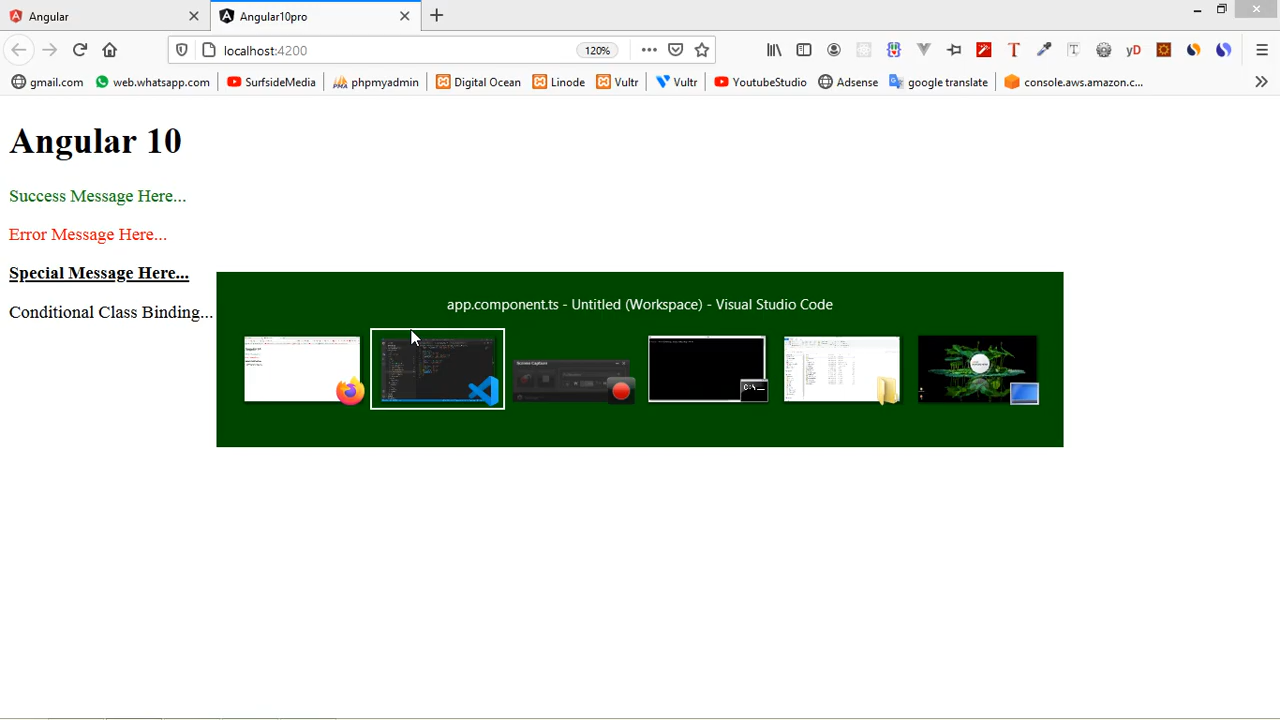 Angular
Angular10pro
localhost:4200
120%
gmail.com
web.whatsapp.com
SurfsideMedia
phpmyadmin
Digital Ocean
Linode
Vultr
Vultr
YoutubeStudio
Adsense
google translate
console.aws.amazon.c...
Angular 10
Success Message Here...
Error Message Here...
Special Message Here...
Conditional Class Binding...
app.component.ts - Untitled (Workspace) - Visual Studio Code